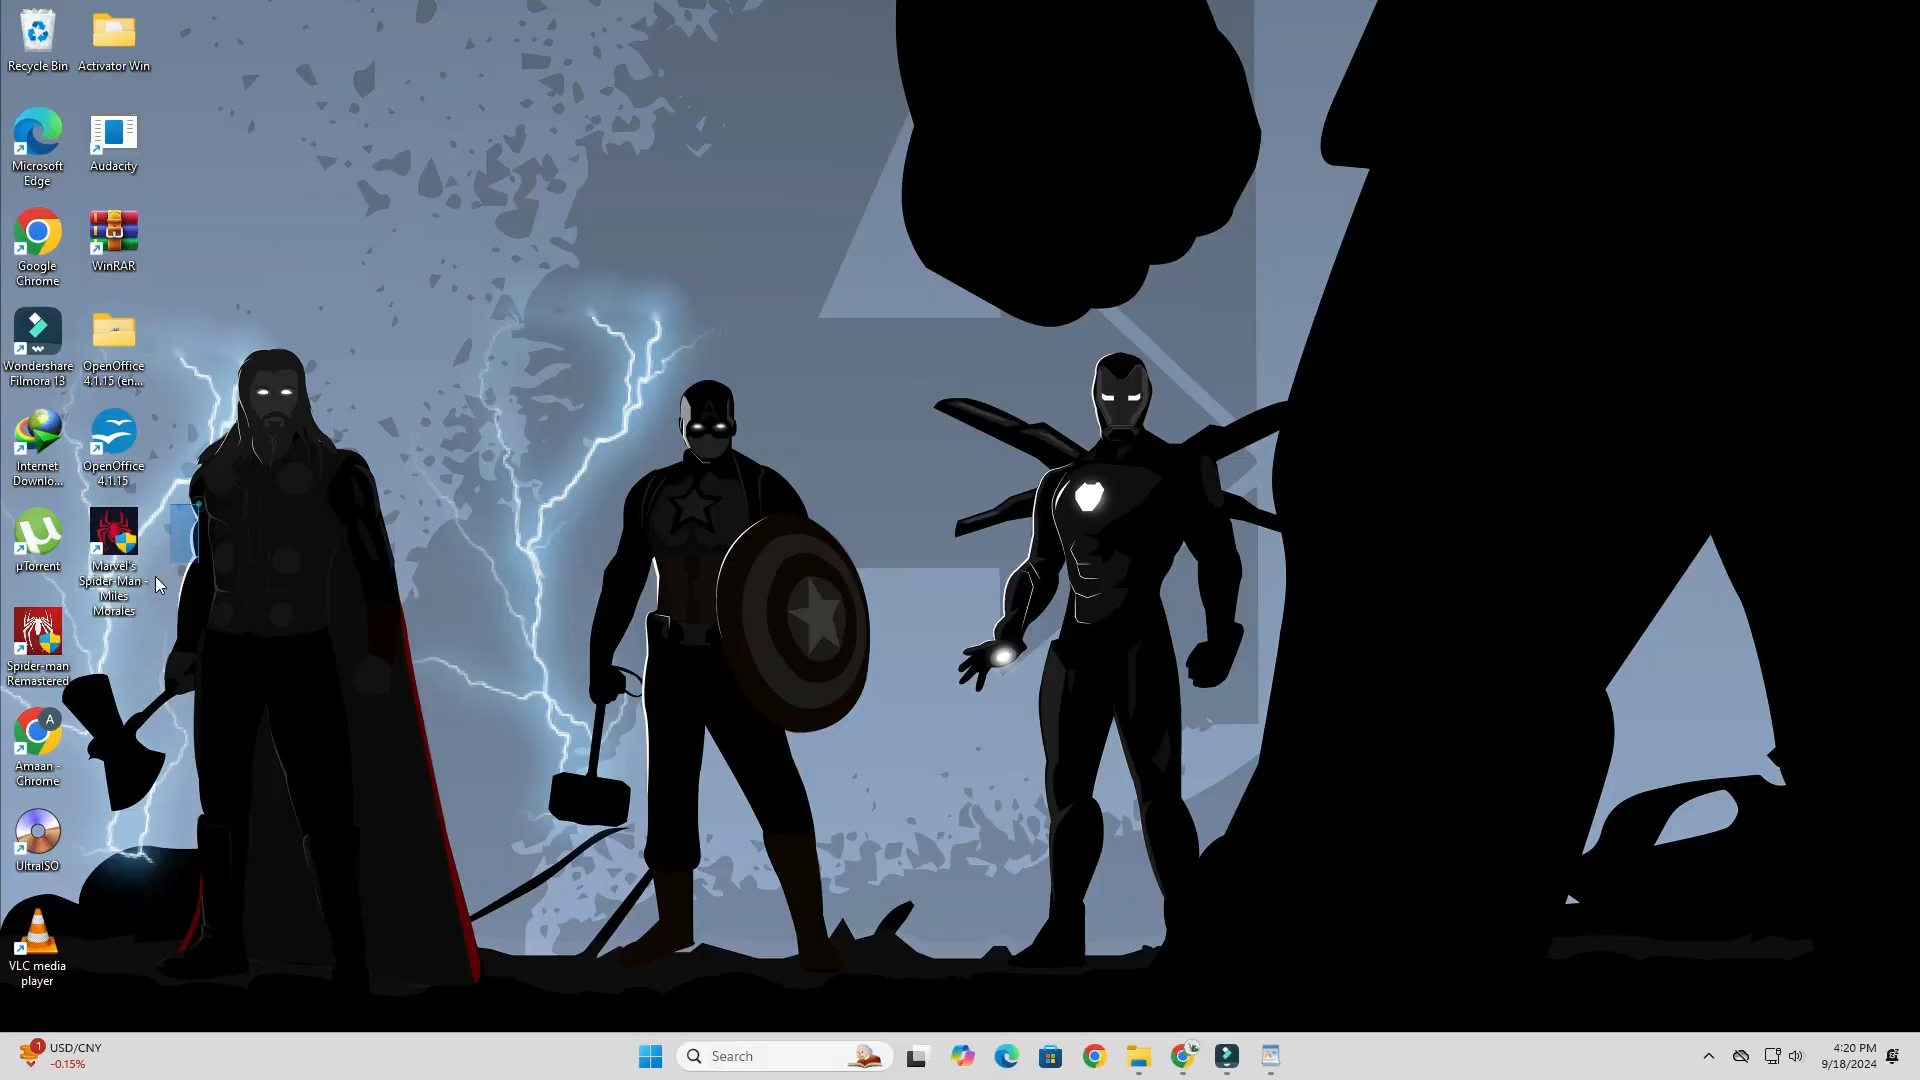 Recycle Bin
Activator Win
Microsoft
Edge
Audacity
Google
Chrome
WinRAR
Wondershare
Filmora 13
OpenOffice
4.1.15 (en...
Internet
Downlo...
OpenOffice
4.1.15
µTorrent
Marvel's
Spider-Man -
Miles
Morales
Spider-man
Remastered
A
Amaan -
Chrome
UltraISO
VLC media
player
1
USD/CNY
-0.15%
Search
4:20 PM
9/18/2024